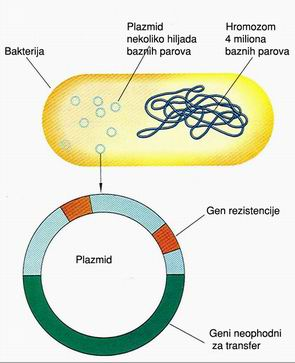 Plazmid
nekoliko hiljada
baznih parova
Hromozom
4 miliona
baznih parova
Bakterija
Gen rezistencije
Plazmid
Geni neophodni
za transfer